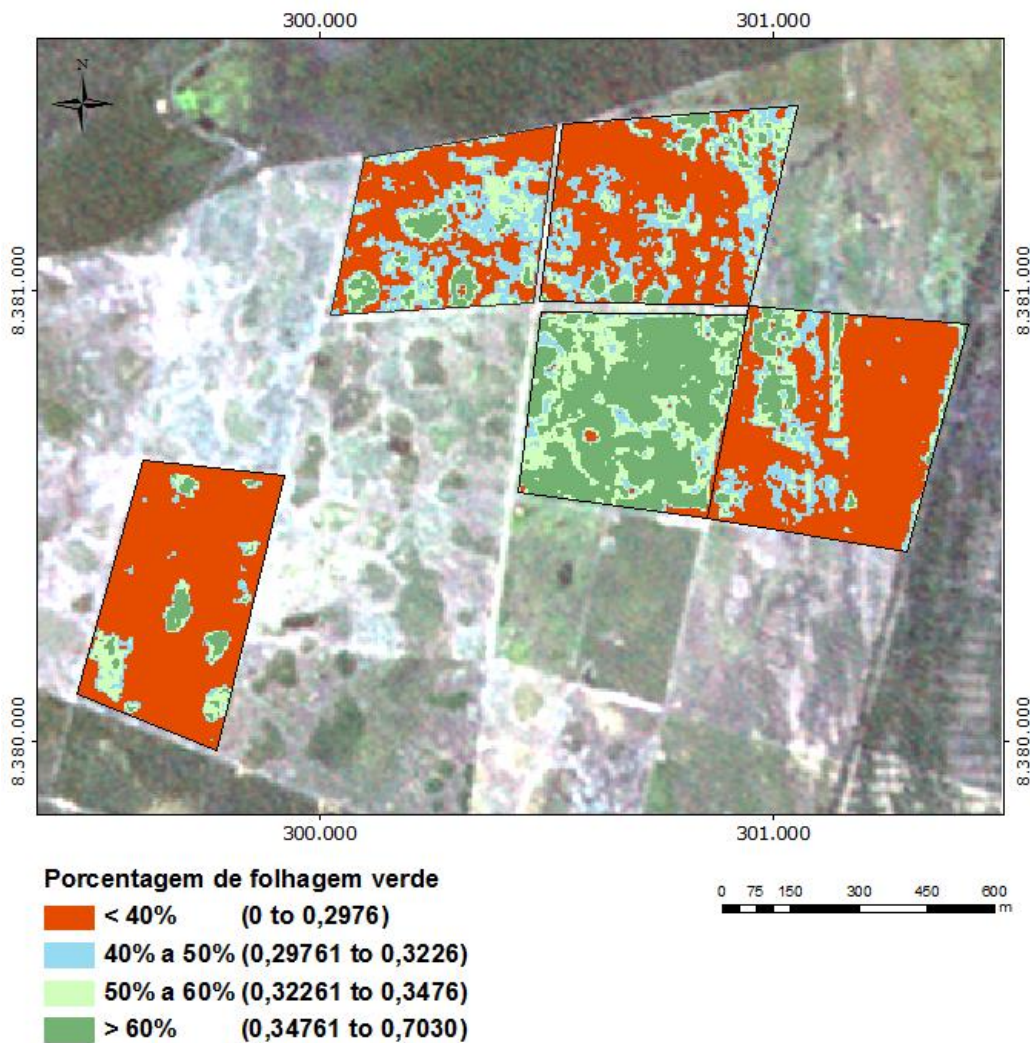 300.000 301.000
N
8.381.000 8.381.000
8.380.000 8.380.000
300.000 301.000
Porcentagem de folhagem verde
< 40% (0 to 0,2976)
40% a 50% (0,29761 to 0,3226)
50% a 60% (0,32261 to 0,3476)
> 60% (0,34761 to 0,7030)
0 75 150 300 450 600
m